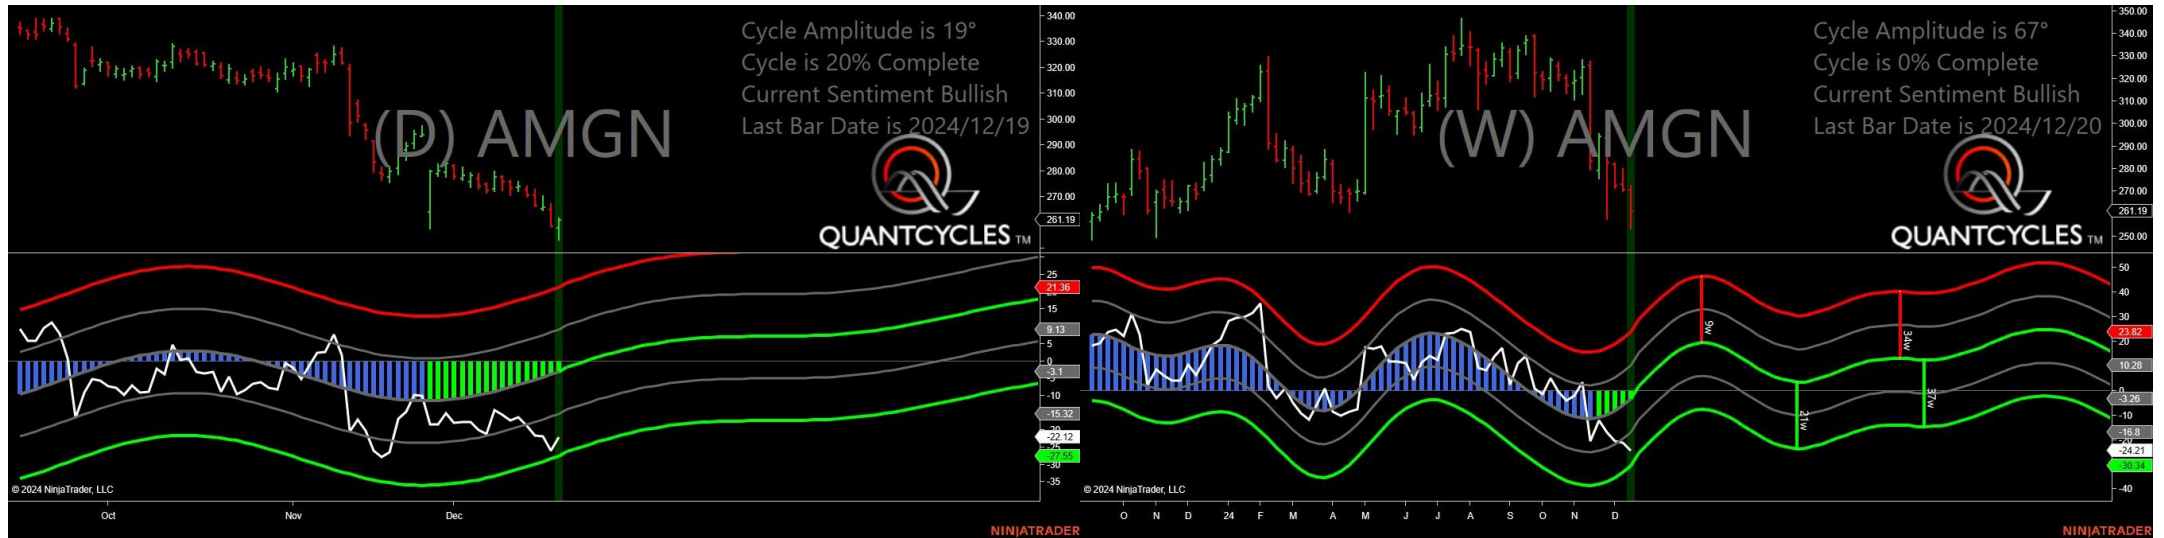 Cycle Amplitude is 19°
Cycle is 20% Complete
Current Sentiment Bullish
Last Bar Date is 2024/12/19
(D) AMGN
QUANTCYCLES TM
340.00
330.00
320.00
310.00
300.00
290.00
280.00
270.00
261.19
25
21.36
15
9.13
5
0
-3.1
-10
-15.32
-22.12
-27.55
-30
-35
© 2024 NinjaTrader, LLC
Oct
Nov
Dec
NINJATRADER
Cycle Amplitude is 67°
Cycle is 0% Complete
Current Sentiment Bullish
Last Bar Date is 2024/12/20
(W) AMGN
QUANTCYCLES TM
350.00
340.00
330.00
320.00
310.00
300.00
290.00
280.00
270.00
261.19
250.00
50
40
30
23.82
20
10.28
0
-3.26
-10
-16.8
-24.21
-30.34
-40
9w
21w
34w
37w
© 2024 NinjaTrader, LLC
O N D 24 F M A M J J A S O N D
NINJATRADER